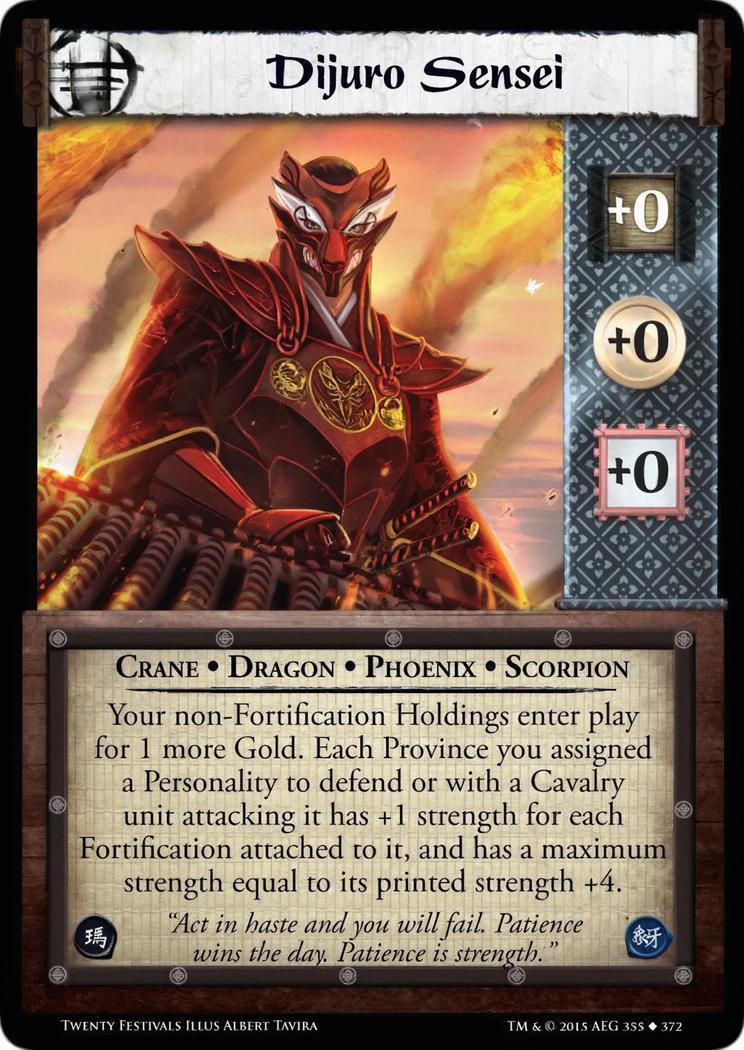 Dijuro Sensei
+0
+0
+0
Crane • Dragon • Phoenix • Scorpion
Your non-Fortification Holdings enter play
for 1 more Gold. Each Province you assigned
a Personality to defend or with a Cavalry
unit attacking it has +1 strength for each
Fortification attached to it, and has a maximum
strength equal to its printed strength +4.
“Act in haste and you will fail. Patience
wins the day. Patience is strength.”
瑪
Twenty Festivals Illus Albert Tavira
TM & © 2015 AEG 3SS ◆ 372